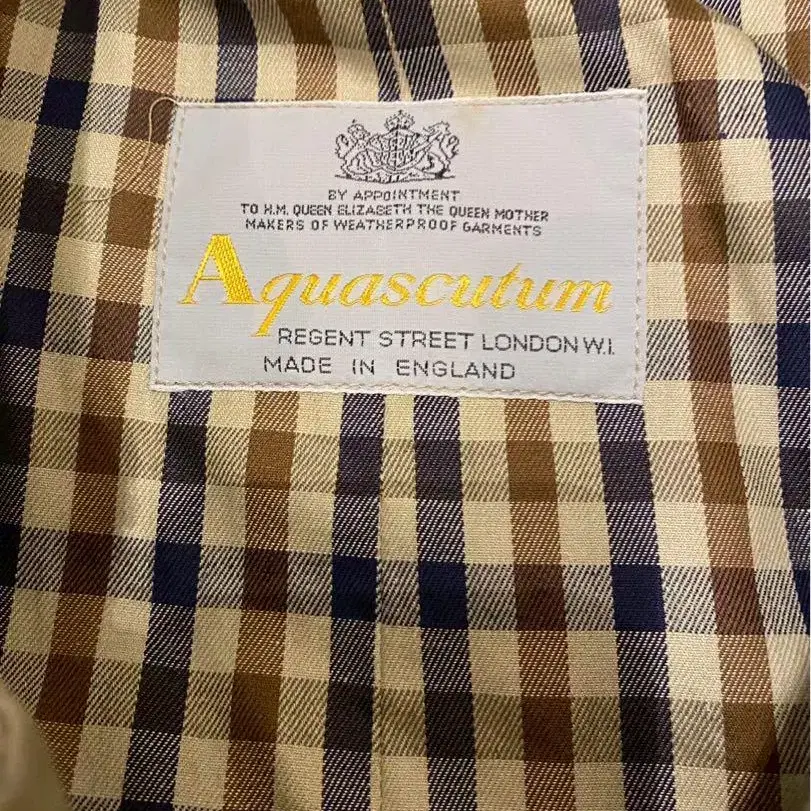 BY APPOINTMENT
TO H.M. QUEEN ELIZABETH THE QUEEN MOTHER
MAKERS OF WEATHERPROOF GARMENTS
Aquascutum
REGENT STREET LONDON W.I.
MADE IN ENGLAND